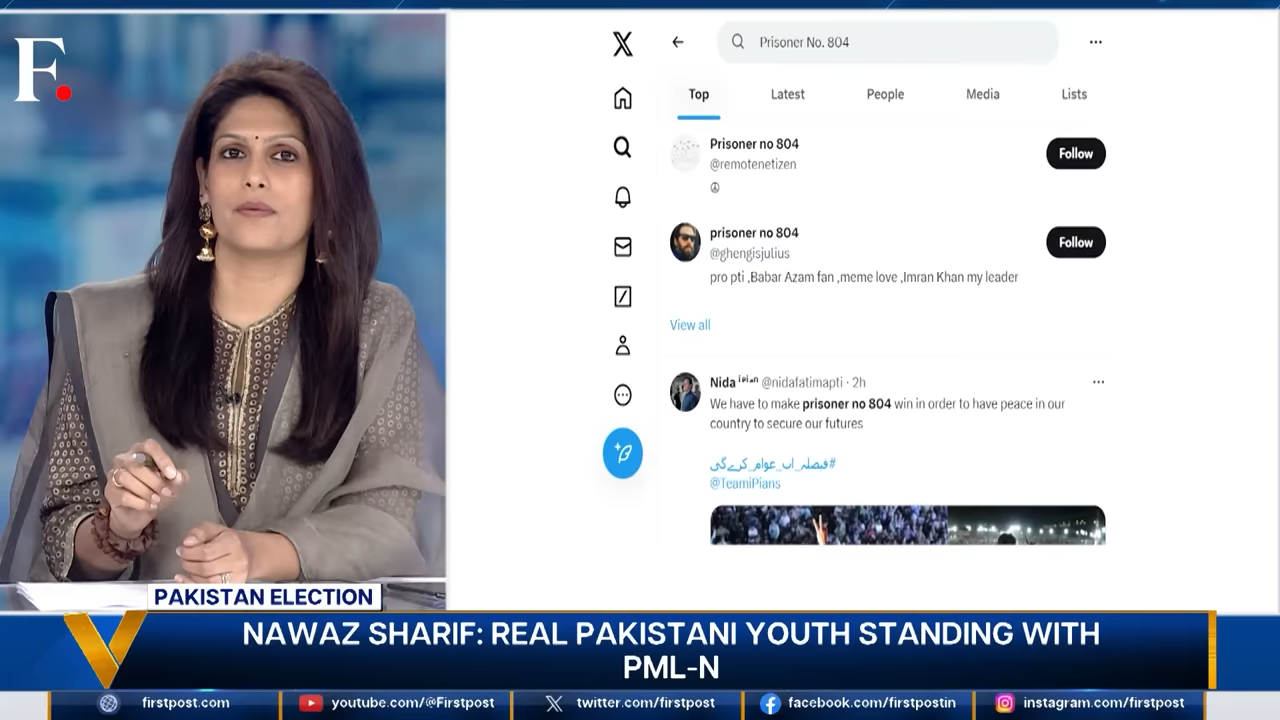 F.
Prisoner No. 804
Top
Latest
People
Media
Lists
Prisoner no 804
@remotenetizen
Follow
prisoner no 804
@ghengisjulius
Follow
pro pti ,Babar Azam fan ,meme love ,Imran Khan my leader
View all
Nida @nidafatimapti · 2h
We have to make prisoner no 804 win in order to have peace in our
country to secure our futures
#فیصلہ_اب_عوام_کرےگی
@TeamiPians
PAKISTAN ELECTION
NAWAZ SHARIF: REAL PAKISTANI YOUTH STANDING WITH
PML-N
firstpost.com
youtube.com/@Firstpost
twitter.com/firstpost
facebook.com/firstpostin
instagram.com/firstpost